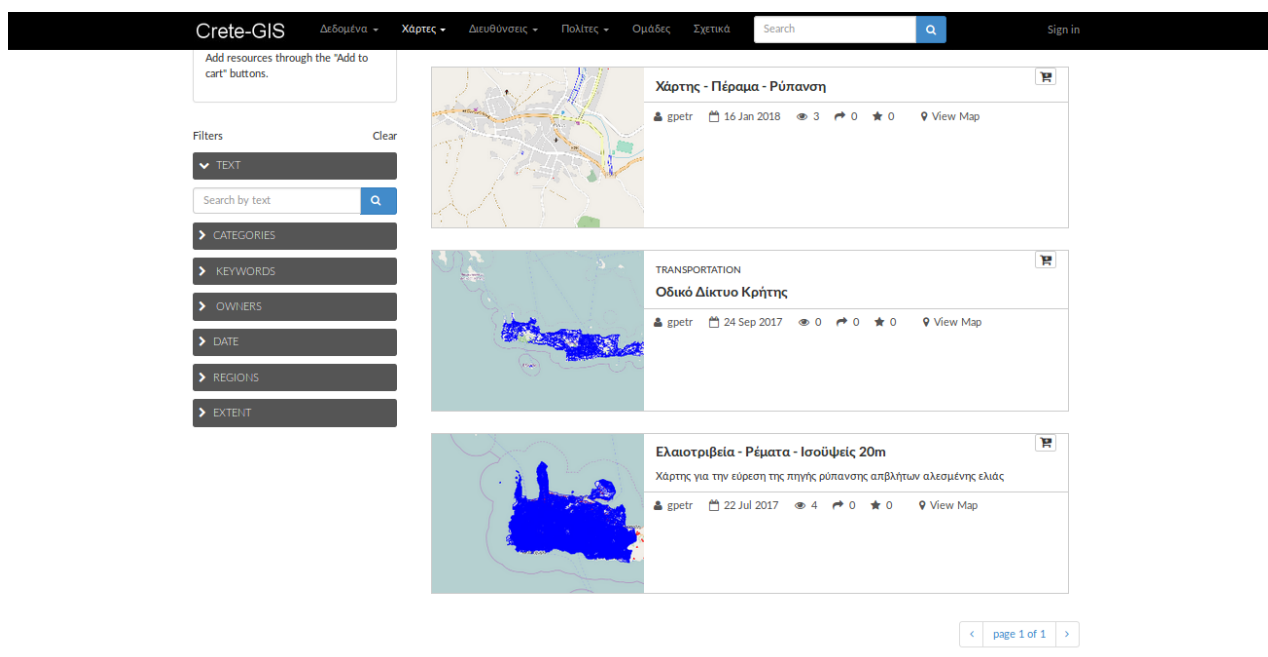 Crete-GIS Δεδομένα Χάρτες Διευθύνσεις Πολίτες Ομάδες Σχετικά Search Sign in
Add resources through the "Add to
cart" buttons.
Filters Clear
TEXT
Search by text
CATEGORIES
KEYWORDS
OWNERS
DATE
REGIONS
EXTENT
Χάρτης - Πέραμα - Ρύπανση
gpetr 16 Jan 2018 3 0 0 View Map
TRANSPORTATION
Οδικό Δίκτυο Κρήτης
gpetr 24 Sep 2017 0 0 0 View Map
Ελαιοτριβεία - Ρέματα - Ισοϋψείς 20m
Χάρτης για την εύρεση της πηγής ρύπανσης απβλήτων αλεσμένης ελιάς
gpetr 22 Jul 2017 4 0 0 View Map
page 1 of 1